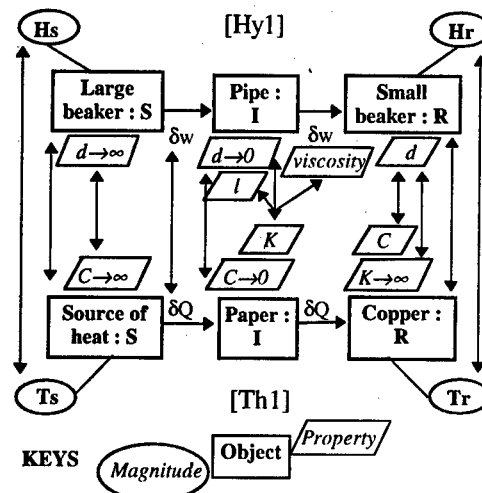 Hs
[Hy1]
Hr
Large
beaker : S
Pipe :
I
Small
beaker : R
δw
δw
d→∞
d→0
viscosity
d
l
K
C
C→∞
C→0
K→∞
Source of
heat : S
δQ
Paper :
I
δQ
Copper :
R
Ts
[Th1]
Tr
KEYS
Magnitude
Object
Property